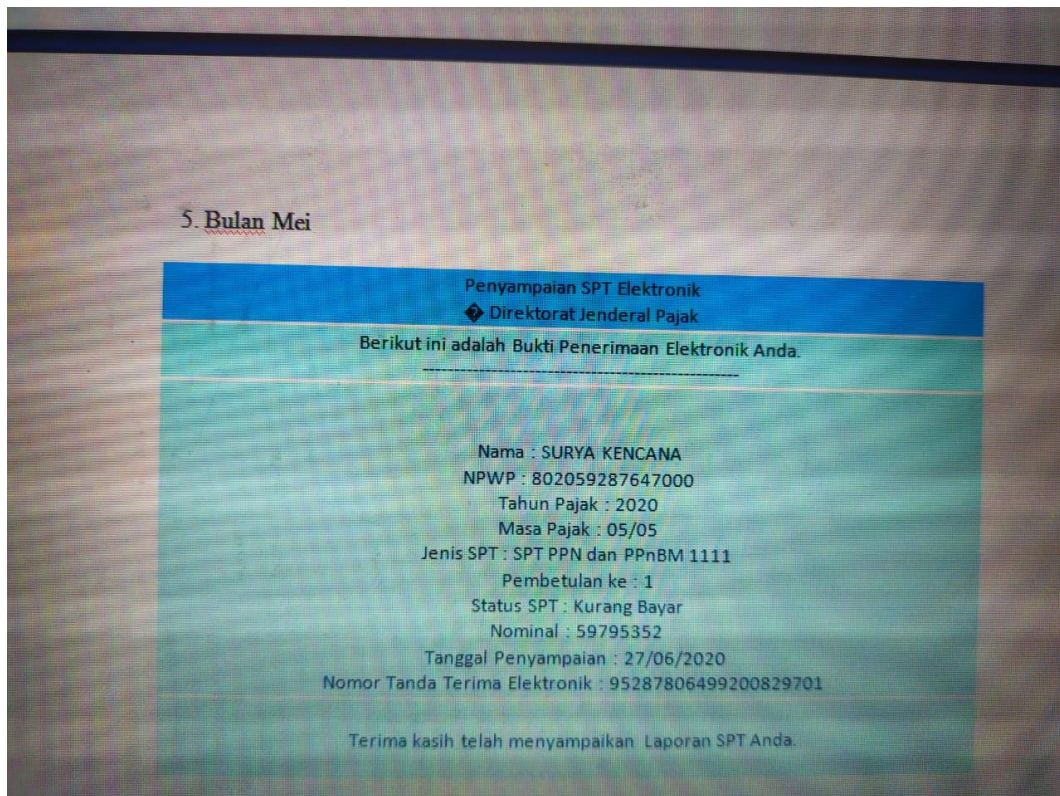 5. Bulan Mei
Penyampaian SPT Elektronik
� Direktorat Jenderal Pajak
Berikut ini adalah Bukti Penerimaan Elektronik Anda.
--------------------------------------------------
Nama : SURYA KENCANA
NPWP : 802059287647000
Tahun Pajak : 2020
Masa Pajak : 05/05
Jenis SPT : SPT PPN dan PPnBM 1111
Pembetulan ke : 1
Status SPT : Kurang Bayar
Nominal : 59795352
Tanggal Penyampaian : 27/06/2020
Nomor Tanda Terima Elektronik : 95287806499200829701
Terima kasih telah menyampaikan Laporan SPT Anda.